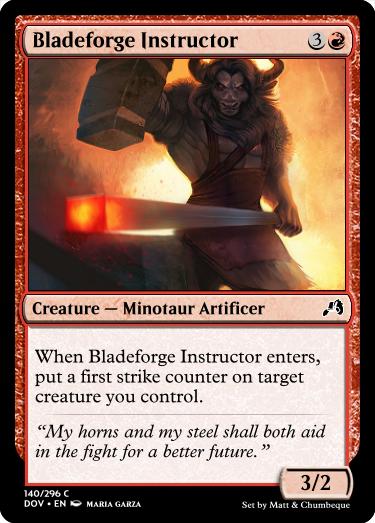 Bladeforge Instructor 3
Creature — Minotaur Artificer
When Bladeforge Instructor enters,
put a first strike counter on target
creature you control.
“My horns and my steel shall both aid
in the fight for a better future.”
3/2
140/296 C
DOV • EN MARIA GARZA
Set by Matt & Chumbeque